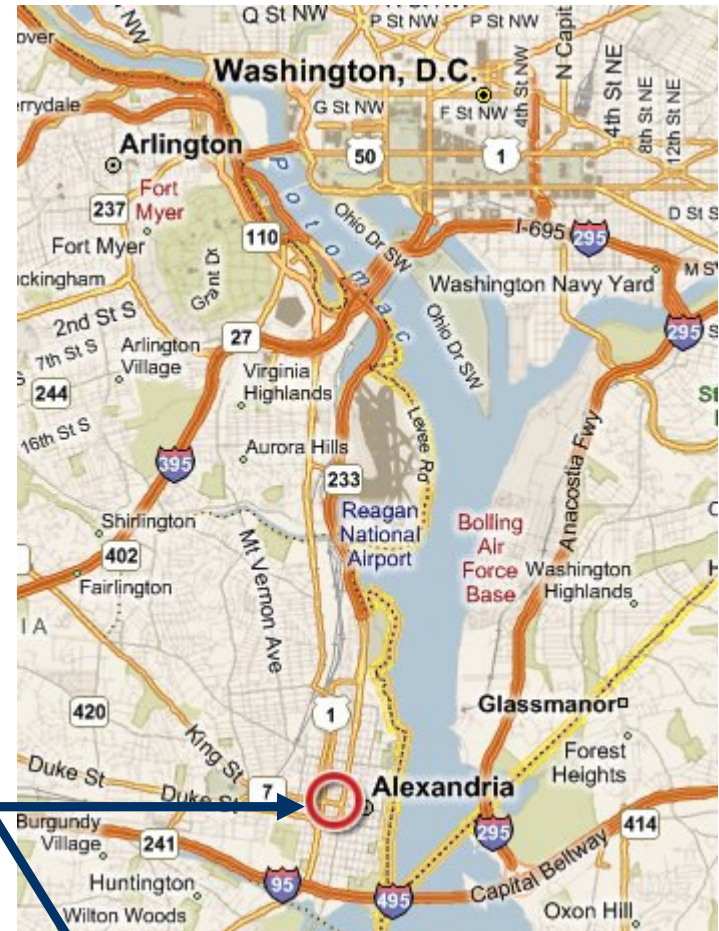 Q St NW
P St NW
P St NW
N Capit
NW
over
Washington, D.C.
4th St NW
4th St NE
8th St NE
12th St NE
G St NW
F St NW
errydale
Arlington
50
1
Potomac
Fort
Myer
237
110
Ohio Dr SW
I-695
295
D St S
Fort Myer
Grant Dr
Washington Navy Yard
M S
uckingham
2nd St S
7th St S
Arlington
Village
27
Ohio Dr SW
295
S
244
Virginia
Highlands
Levee Rd
St
16th St S
Aurora Hills
395
233
Anacostia Fwy
Reagan
National
Airport
Bolling
Air
Force
Base
Shirlington
402
Mt Vernon Ave
Washington
Highlands
H
Fairlington
I A
420
1
Glassmanor
King St
Forest
Heights
Duke St
Duke St
7
Alexandria
Burgundy
Village
241
295
414
Huntington
95
495
Capital Beltway
Wilton Woods
Oxon Hill